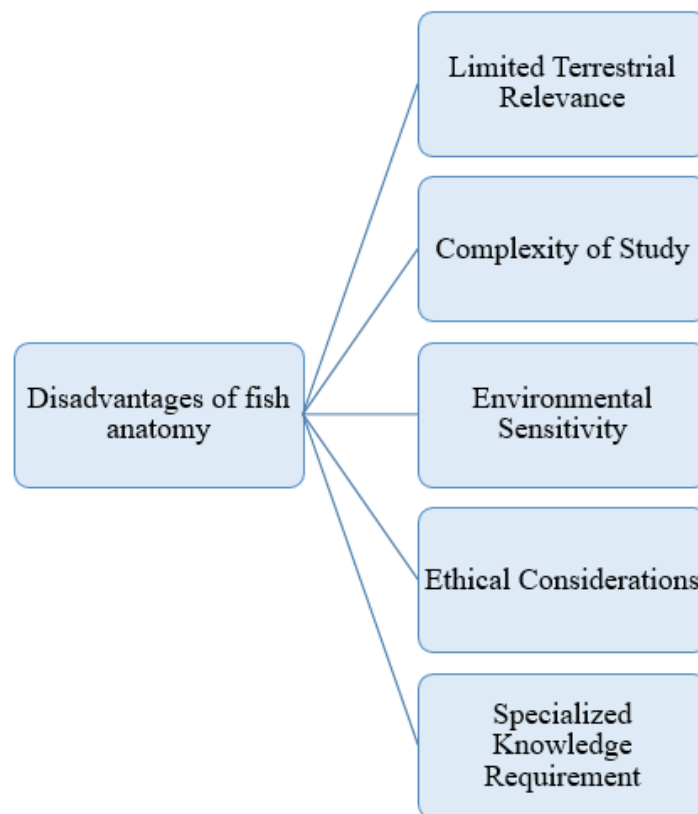 Limited Terrestrial
Relevance
Complexity of Study
Disadvantages of fish
anatomy
Environmental
Sensitivity
Ethical Considerations
Specialized
Knowledge
Requirement